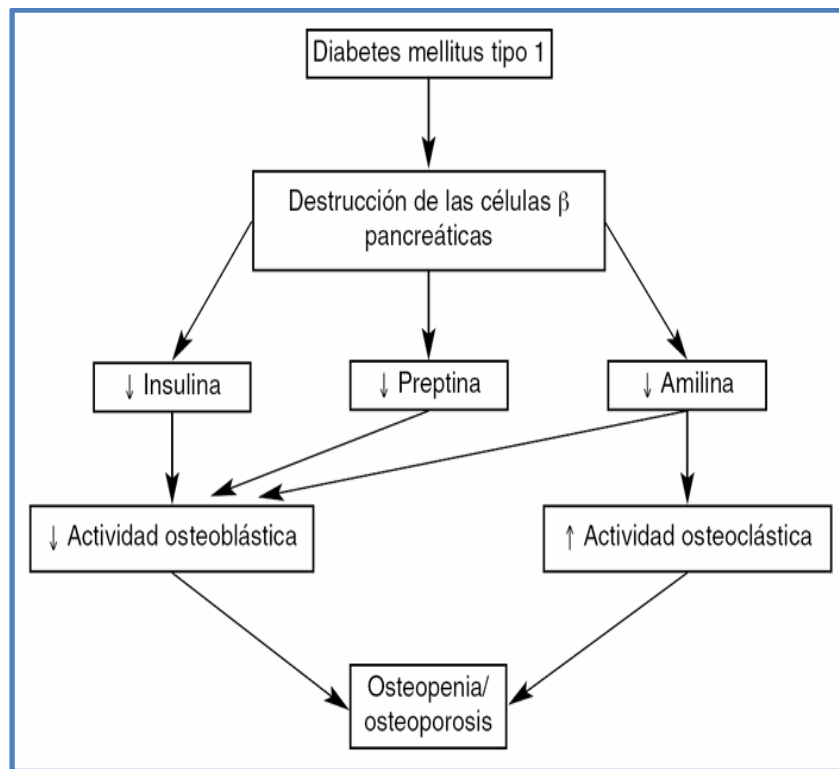 Diabetes mellitus tipo 1
Destrucción de las células β
pancreáticas
↓ Insulina
↓ Preptina
↓ Amilina
↓ Actividad osteoblástica
↑ Actividad osteoclástica
Osteopenia/
osteoporosis